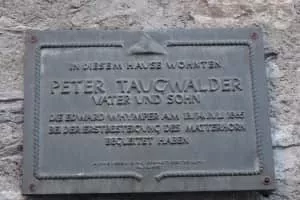 IN DIESEM HAUSE WOHNTEN
PETER TAUGWALDER
VATER UND SOHN
DIE EDWARD WHYMPER AM 13./14. JULI 1865
BEI DER ERSTBESTEIGUNG DES MATTERHORN
BEGLEITET HABEN